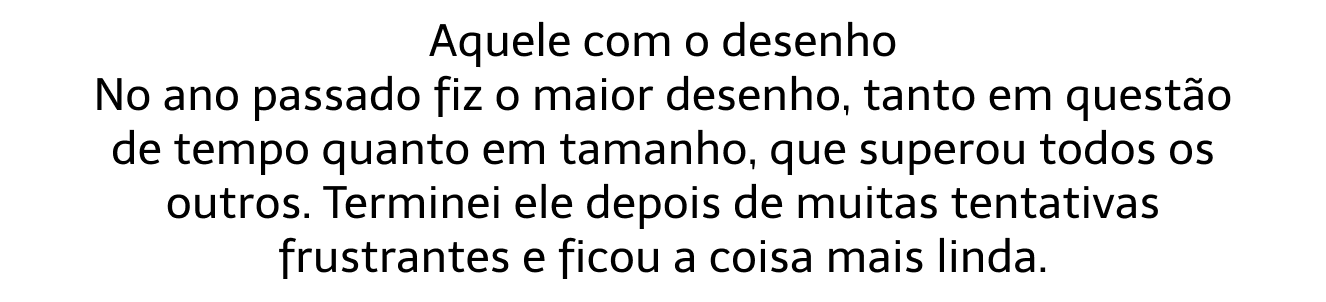 Aquele com o desenho
No ano passado fiz o maior desenho, tanto em questão
de tempo quanto em tamanho, que superou todos os
outros. Terminei ele depois de muitas tentativas
frustrantes e ficou a coisa mais linda.